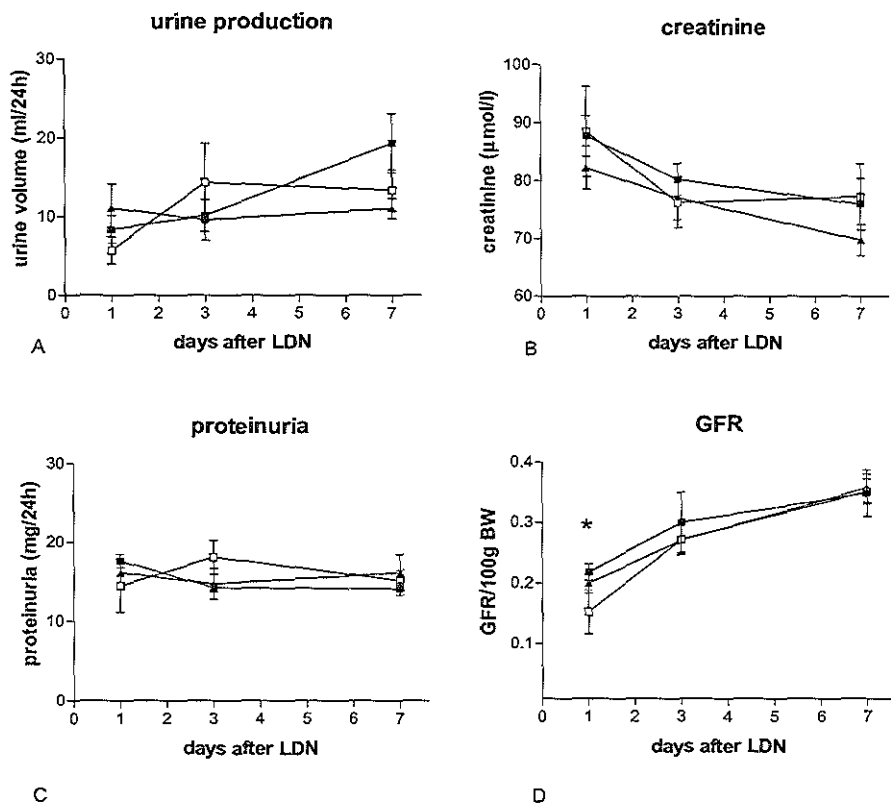 urine production
urine volume (ml/24h)
30
20
10
0
0 1 2 3 4 5 6 7
days after LDN
A
creatinine
creatinine (µmol/l)
100
90
80
70
60
0 1 2 3 4 5 6 7
days after LDN
B
proteinuria
proteinuria (mg/24h)
30
20
10
0
0 1 2 3 4 5 6 7
days after LDN
C
GFR
GFR/100g BW
0.4
0.3
0.2
0.1
*
0 1 2 3 4 5 6 7
days after LDN
D